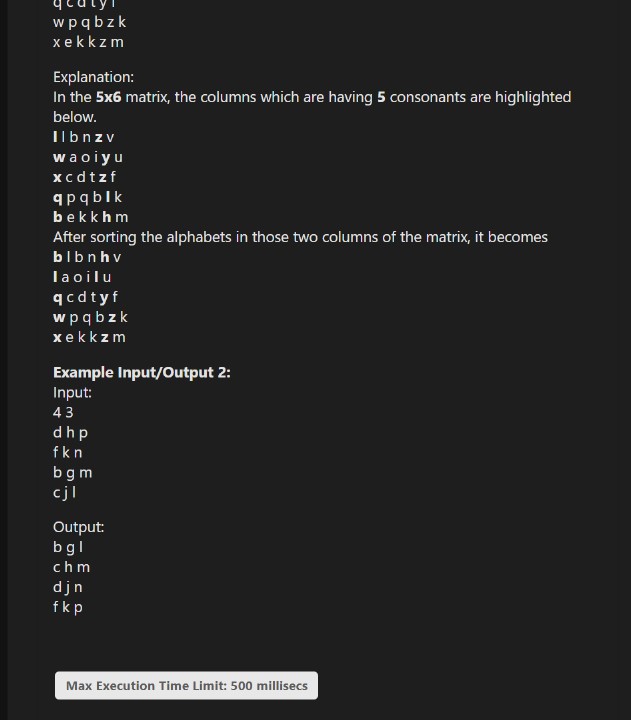 q c d t y f
w p q b z k
x e k k z m
Explanation:
In the 5x6 matrix, the columns which are having 5 consonants are highlighted
below.
l l b n z v
w a o i y u
x c d t z f
q p q b l k
b e k k h m
After sorting the alphabets in those two columns of the matrix, it becomes
b l b n h v
l a o i l u
q c d t y f
w p q b z k
x e k k z m
Example Input/Output 2:
Input:
4 3
d h p
f k n
b g m
c j l
Output:
b g l
c h m
d j n
f k p
Max Execution Time Limit: 500 millisecs